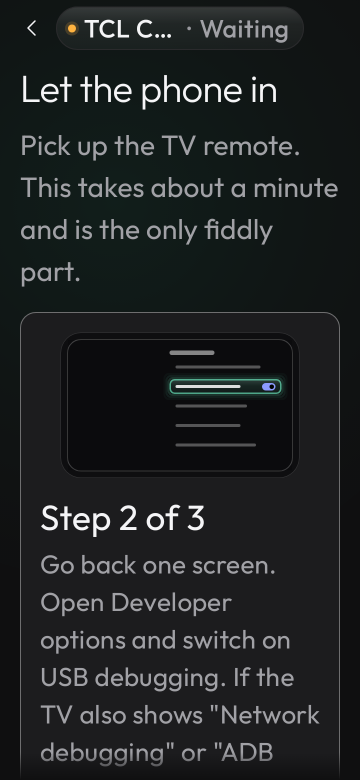 TCL C... · Waiting
Let the phone in
Pick up the TV remote.
This takes about a minute
and is the only fiddly
part.
Step 2 of 3
Go back one screen.
Open Developer
options and switch on
USB debugging. If the
TV also shows "Network
debugging" or "ADB